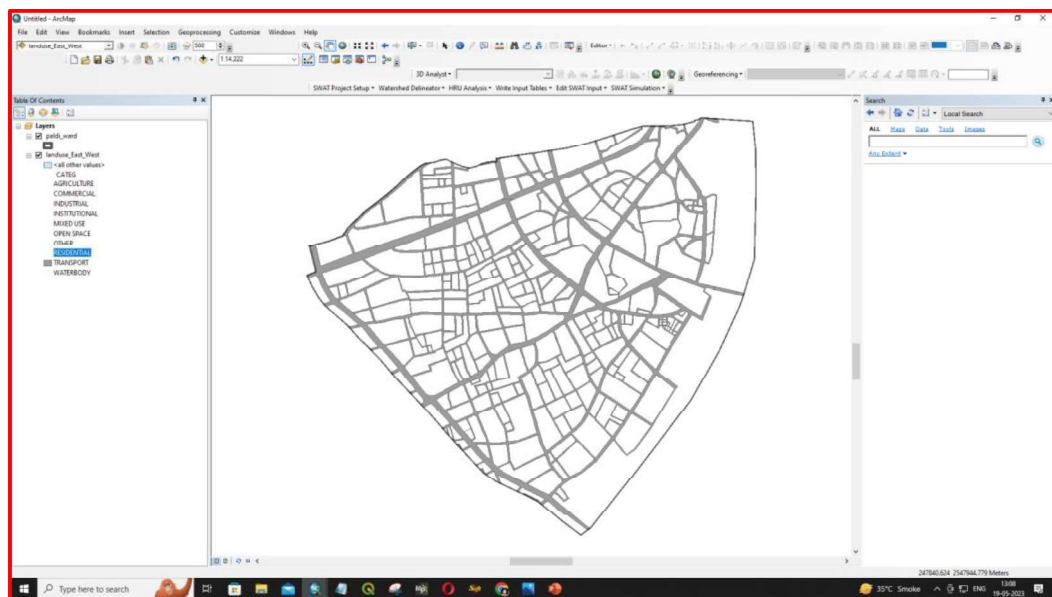 Untitled - ArcMap
File Edit View Bookmarks Insert Selection Geoprocessing Customize Windows Help
landuse_East_West
500
Editor
1:14,222
3D Analyst
Georeferencing
SWAT Project Setup Watershed Delineator HRU Analysis Write Input Tables Edit SWAT Input SWAT Simulation
Table Of Contents
Layers
paldi_ward
landuse_East_West
<all other values>
CATEG
AGRICULTURE
COMMERCIAL
INDUSTRIAL
INSTITUTIONAL
MIXED USE
OPEN SPACE
OTHER
RESIDENTIAL
TRANSPORT
WATERBODY
Search
Local Search
ALL Maps Data Tools Images
Any Extent
247840.624 2547944.779 Meters
Type here to search
35°C Smoke
ENG
13:08
19-05-2023